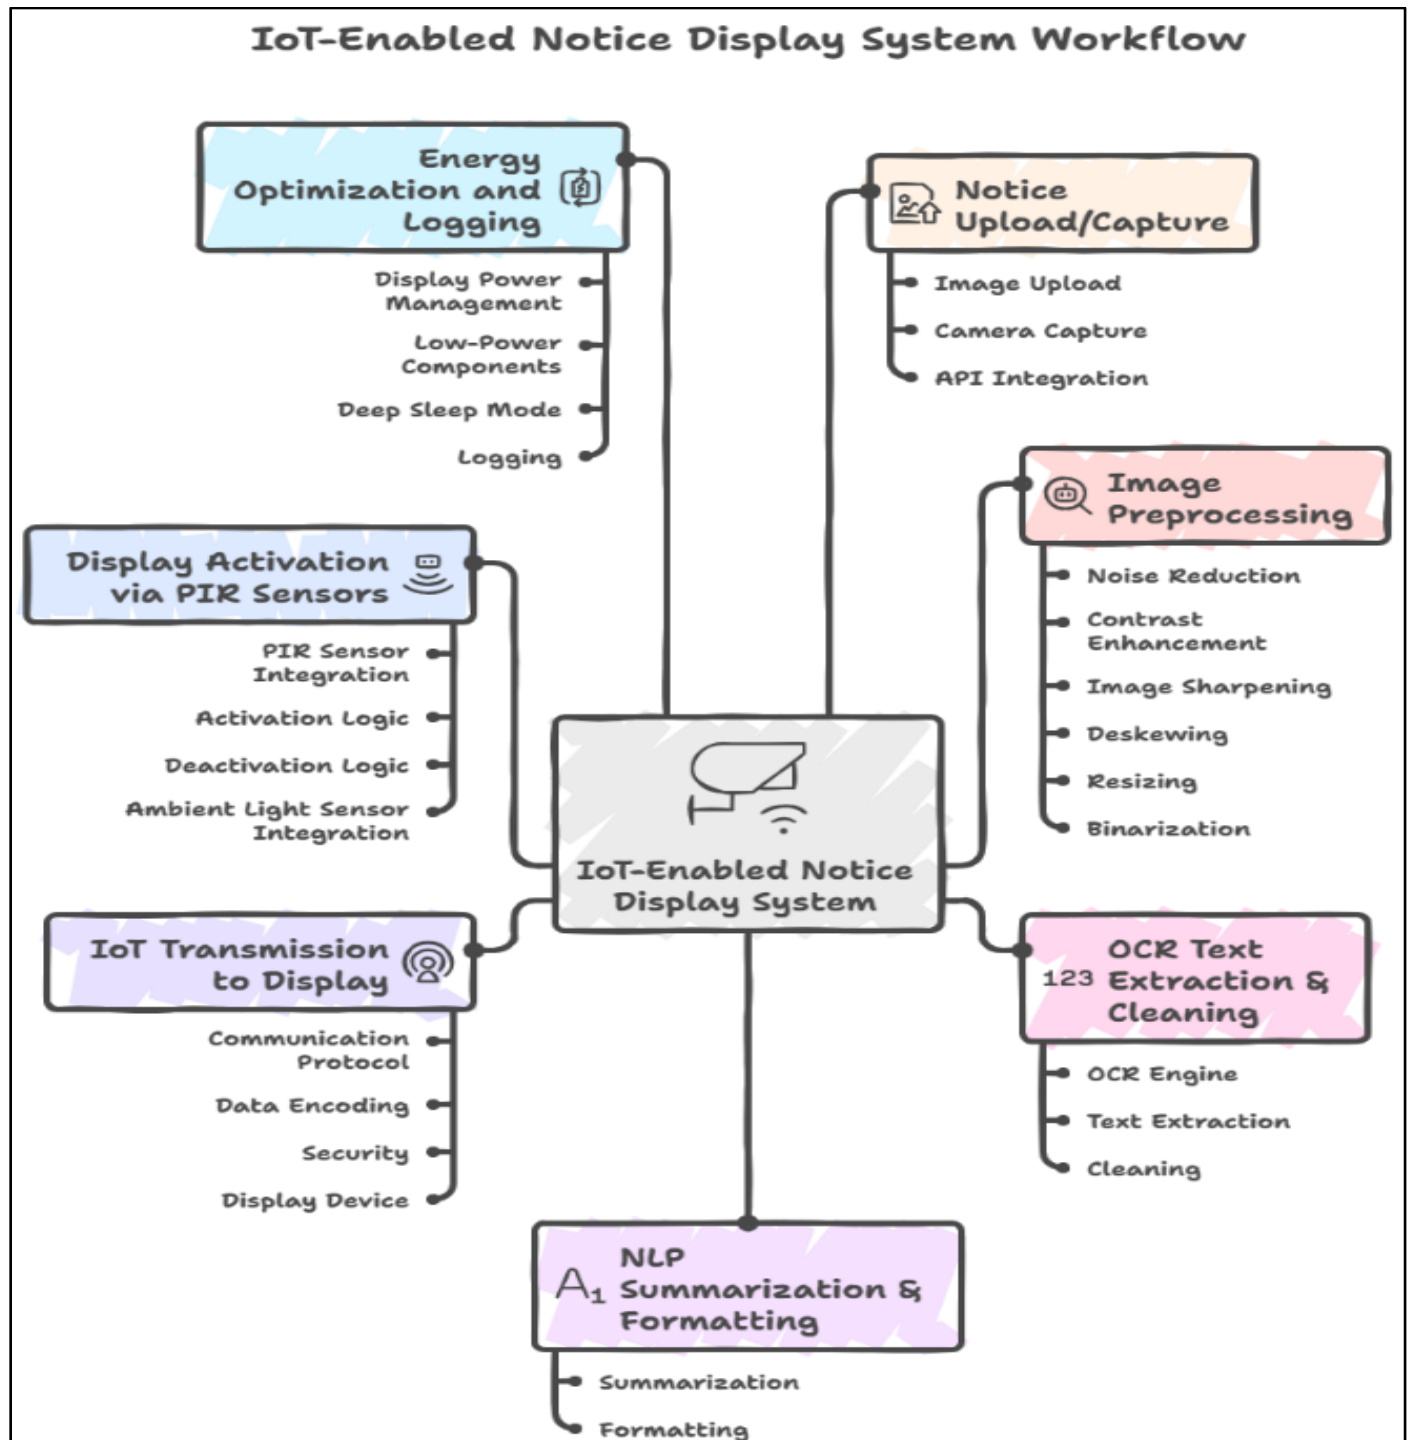 IoT-Enabled Notice Display System Workflow
Energy
Optimization and
Logging
Display Power
Management
Low-Power
Components
Deep Sleep Mode
Logging
Notice
Upload/Capture
Image Upload
Camera Capture
API Integration
Image
Preprocessing
Noise Reduction
Contrast
Enhancement
Image Sharpening
Deskewing
Resizing
Binarization
Display Activation
via PIR Sensors
PIR Sensor
Integration
Activation Logic
Deactivation Logic
Ambient Light Sensor
Integration
IoT-Enabled Notice
Display System
IoT Transmission
to Display
Communication
Protocol
Data Encoding
Security
Display Device
123
OCR Text
Extraction &
Cleaning
OCR Engine
Text Extraction
Cleaning
A1
NLP
Summarization &
Formatting
Summarization
Formatting